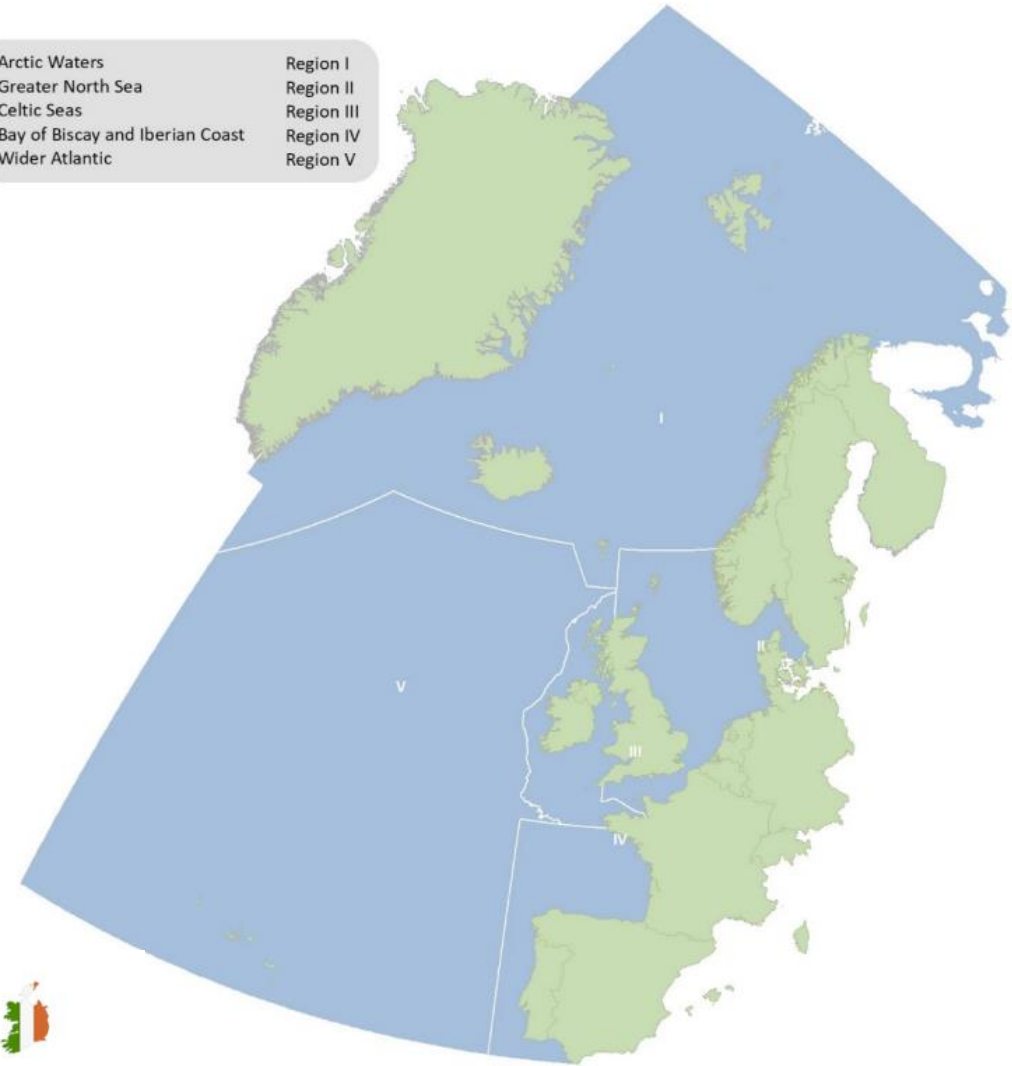 Arctic Waters Region I
Greater North Sea Region II
Celtic Seas Region III
Bay of Biscay and Iberian Coast Region IV
Wider Atlantic Region V
I
II
V
III
IV